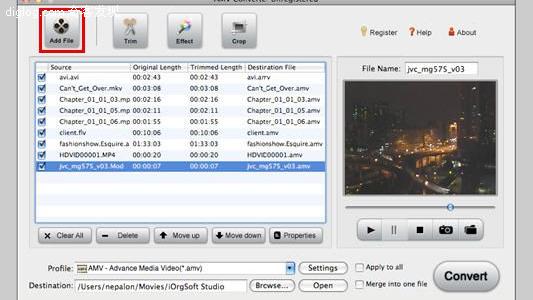 AMV Converter Unregistered
Add File
Trim
Effect
Crop
Register
Help
About
Source Original Length Trimmed Length Destination File
avi.avi 00:02:43 00:02:43 avi.amv
Can't_Get_Over.mkv 00:03:08 00:03:08 Can't_Get_Over.amv
Chapter_01_01_03.mp 00:02:16 00:02:16 Chapter_01_01_03.amv
Chapter_01_01_05.mp 00:02:11 00:02:11 Chapter_01_01_05.amv
Chapter_01_01_06.mp 00:01:55 00:01:55 Chapter_01_01_06.amv
client.flv 00:10:06 00:10:06 client.amv
fashionshow.Esquire.a 01:33:03 01:33:03 fashionshow.Esquire.amv
HDVID00001.MP4 00:00:20 00:00:20 HDVID00001.amv
jvc_mg575_v03.Mod 00:00:07 00:00:07 jvc_mg575_v03.amv
File Name: jvc_mg575_v03
Clear All
Delete
Move up
Move down
Properties
Profile: AMV - Advance Media Video(*.amv) Settings Apply to all
Destination: /Users/nepalon/Movies/iOrgSoft Studio Browse... Open Merge into one file
Convert